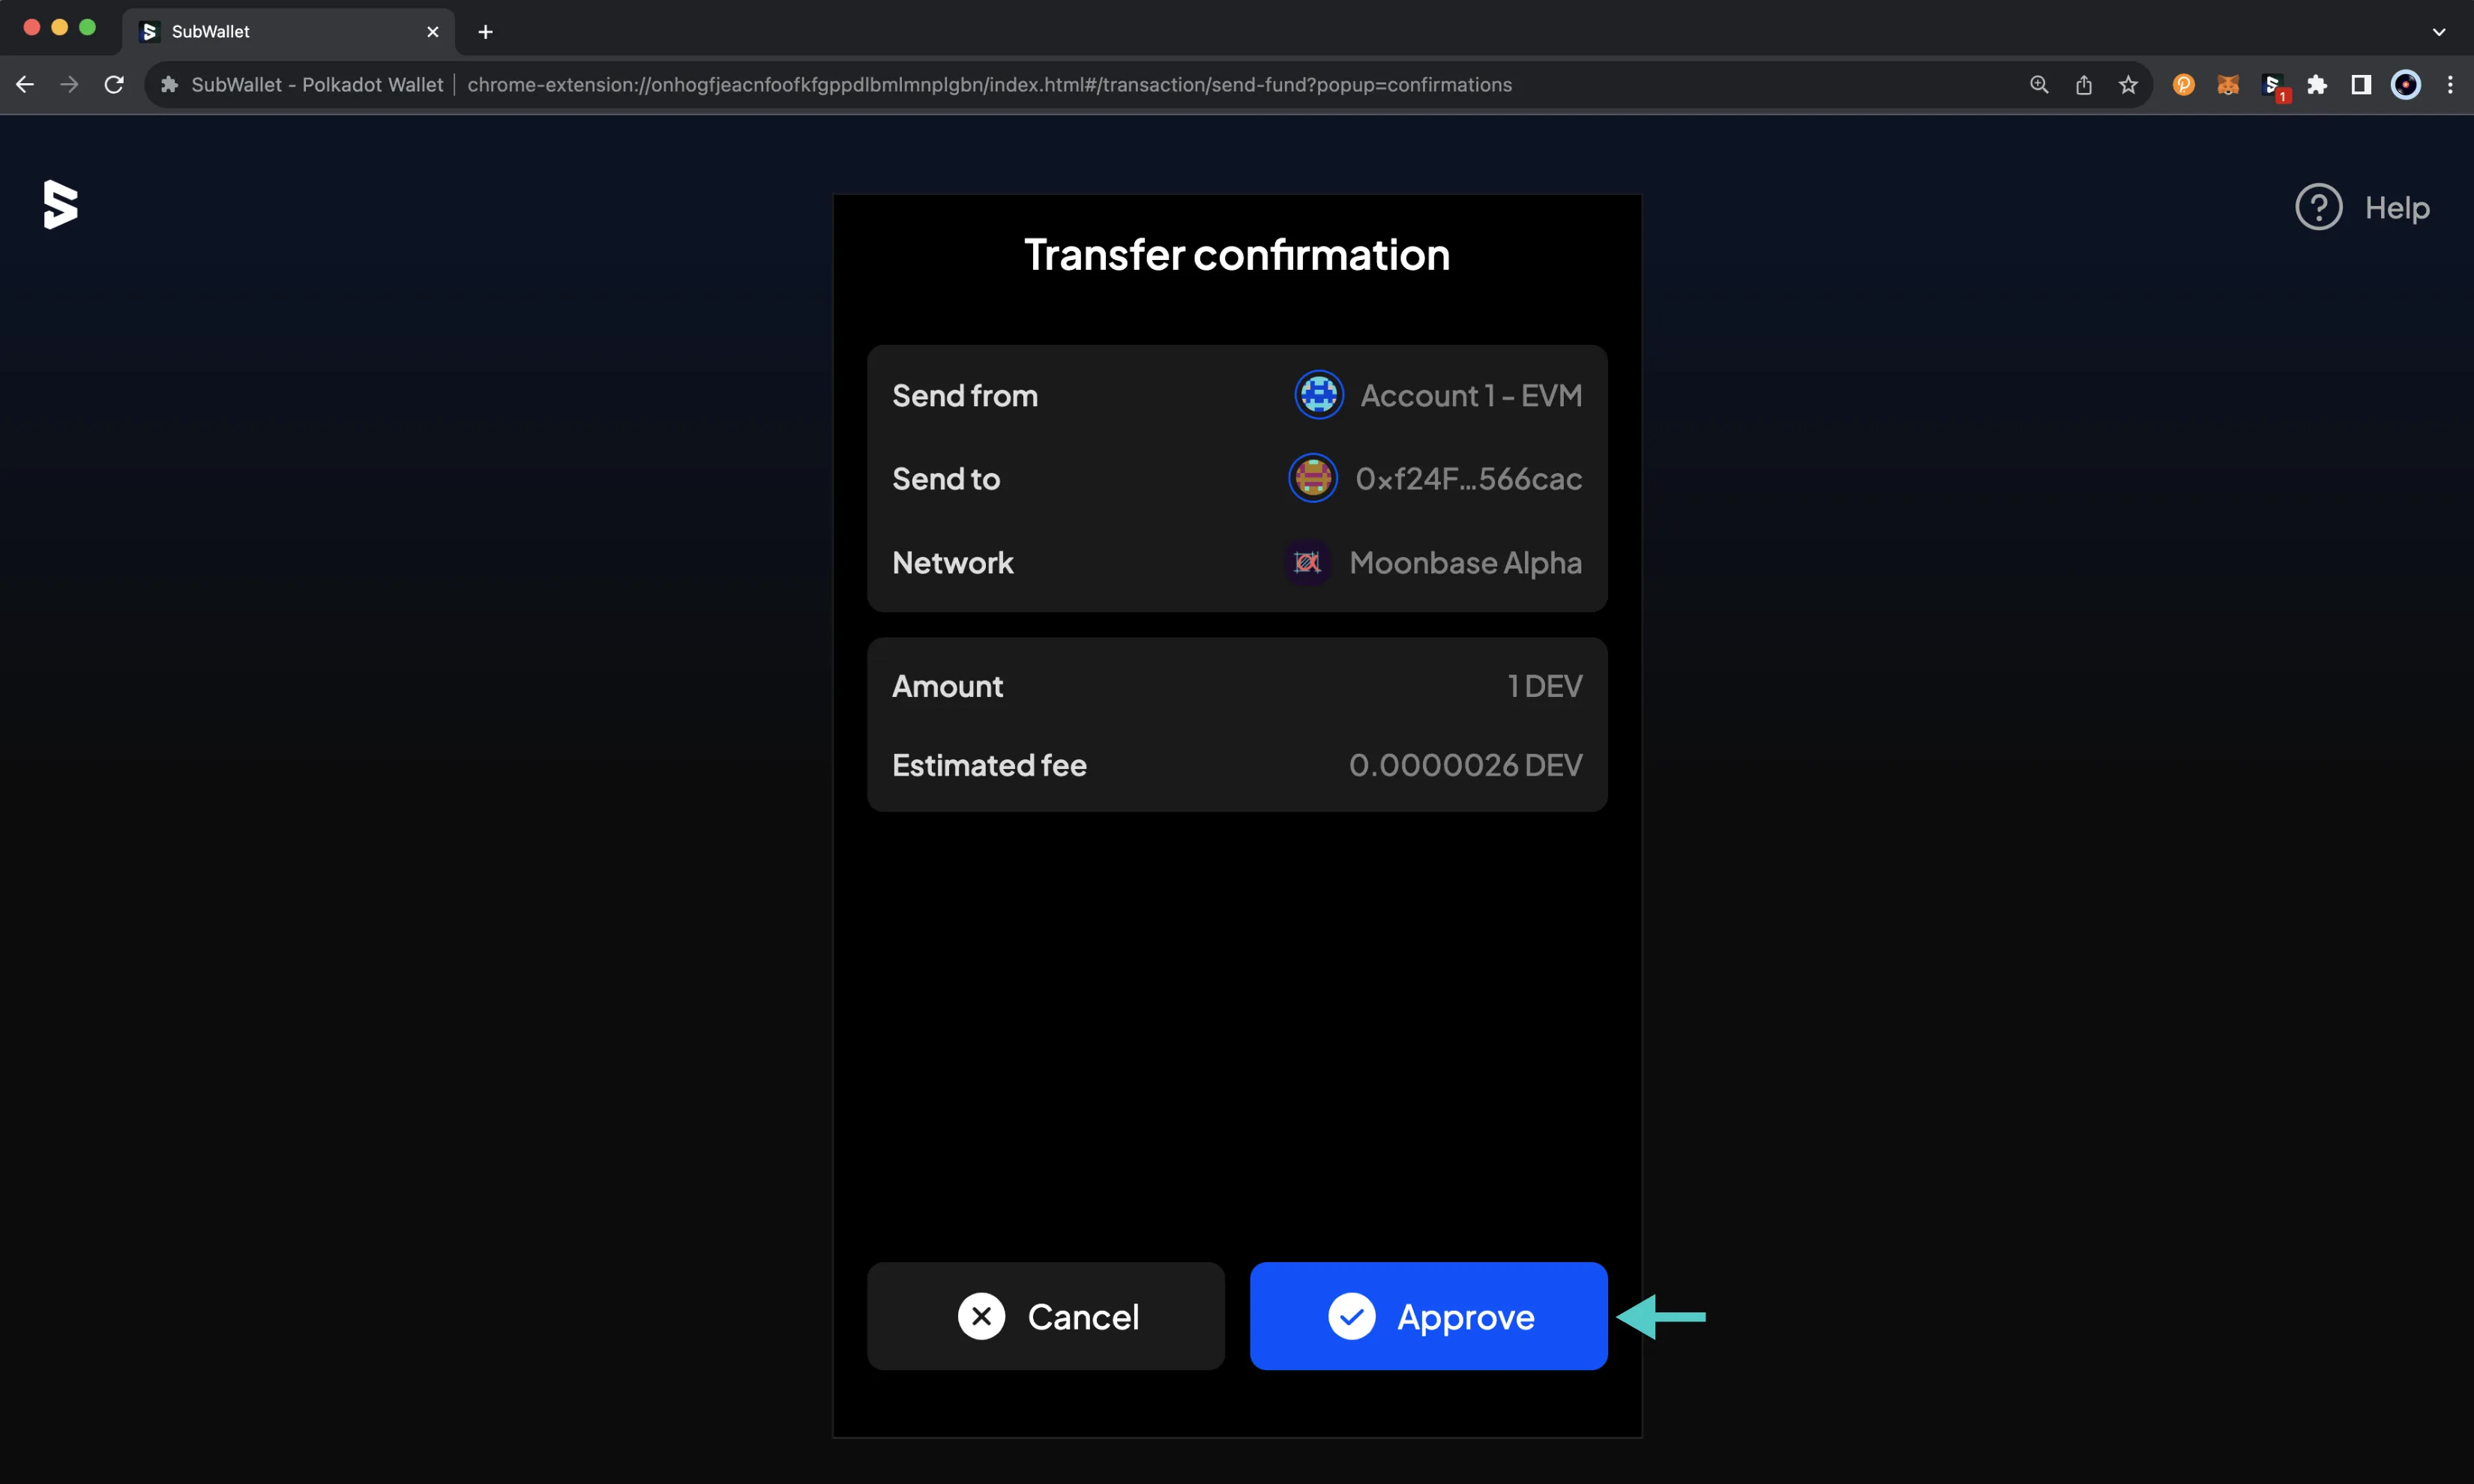 SubWallet
SubWallet - Polkadot Wallet chrome-extension://onhogfjeacnfoofkfgppdlbmlmnplgbn/index.html#/transaction/send-fund?popup=confirmations
1
Help
Transfer confirmation
Send from Account 1 - EVM
Send to 0xf24F...566cac
Network Moonbase Alpha
Amount 1 DEV
Estimated fee 0.0000026 DEV
Cancel Approve